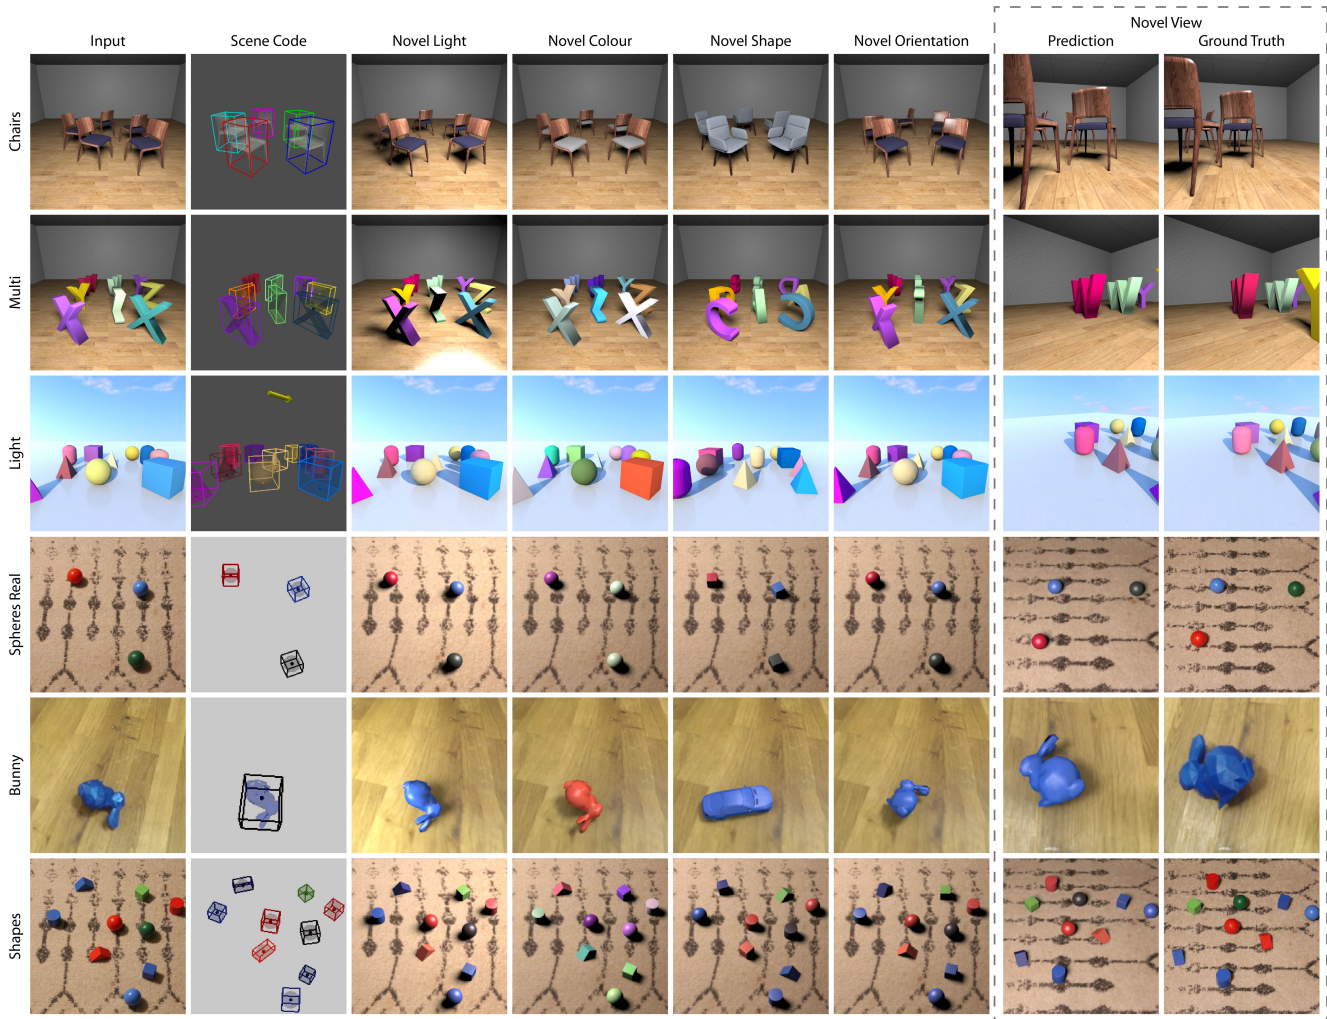 Novel View
Input Scene Code Novel Light Novel Colour Novel Shape Novel Orientation Prediction Ground Truth
Chairs
Multi
Light
Spheres Real
Bunny
Shapes